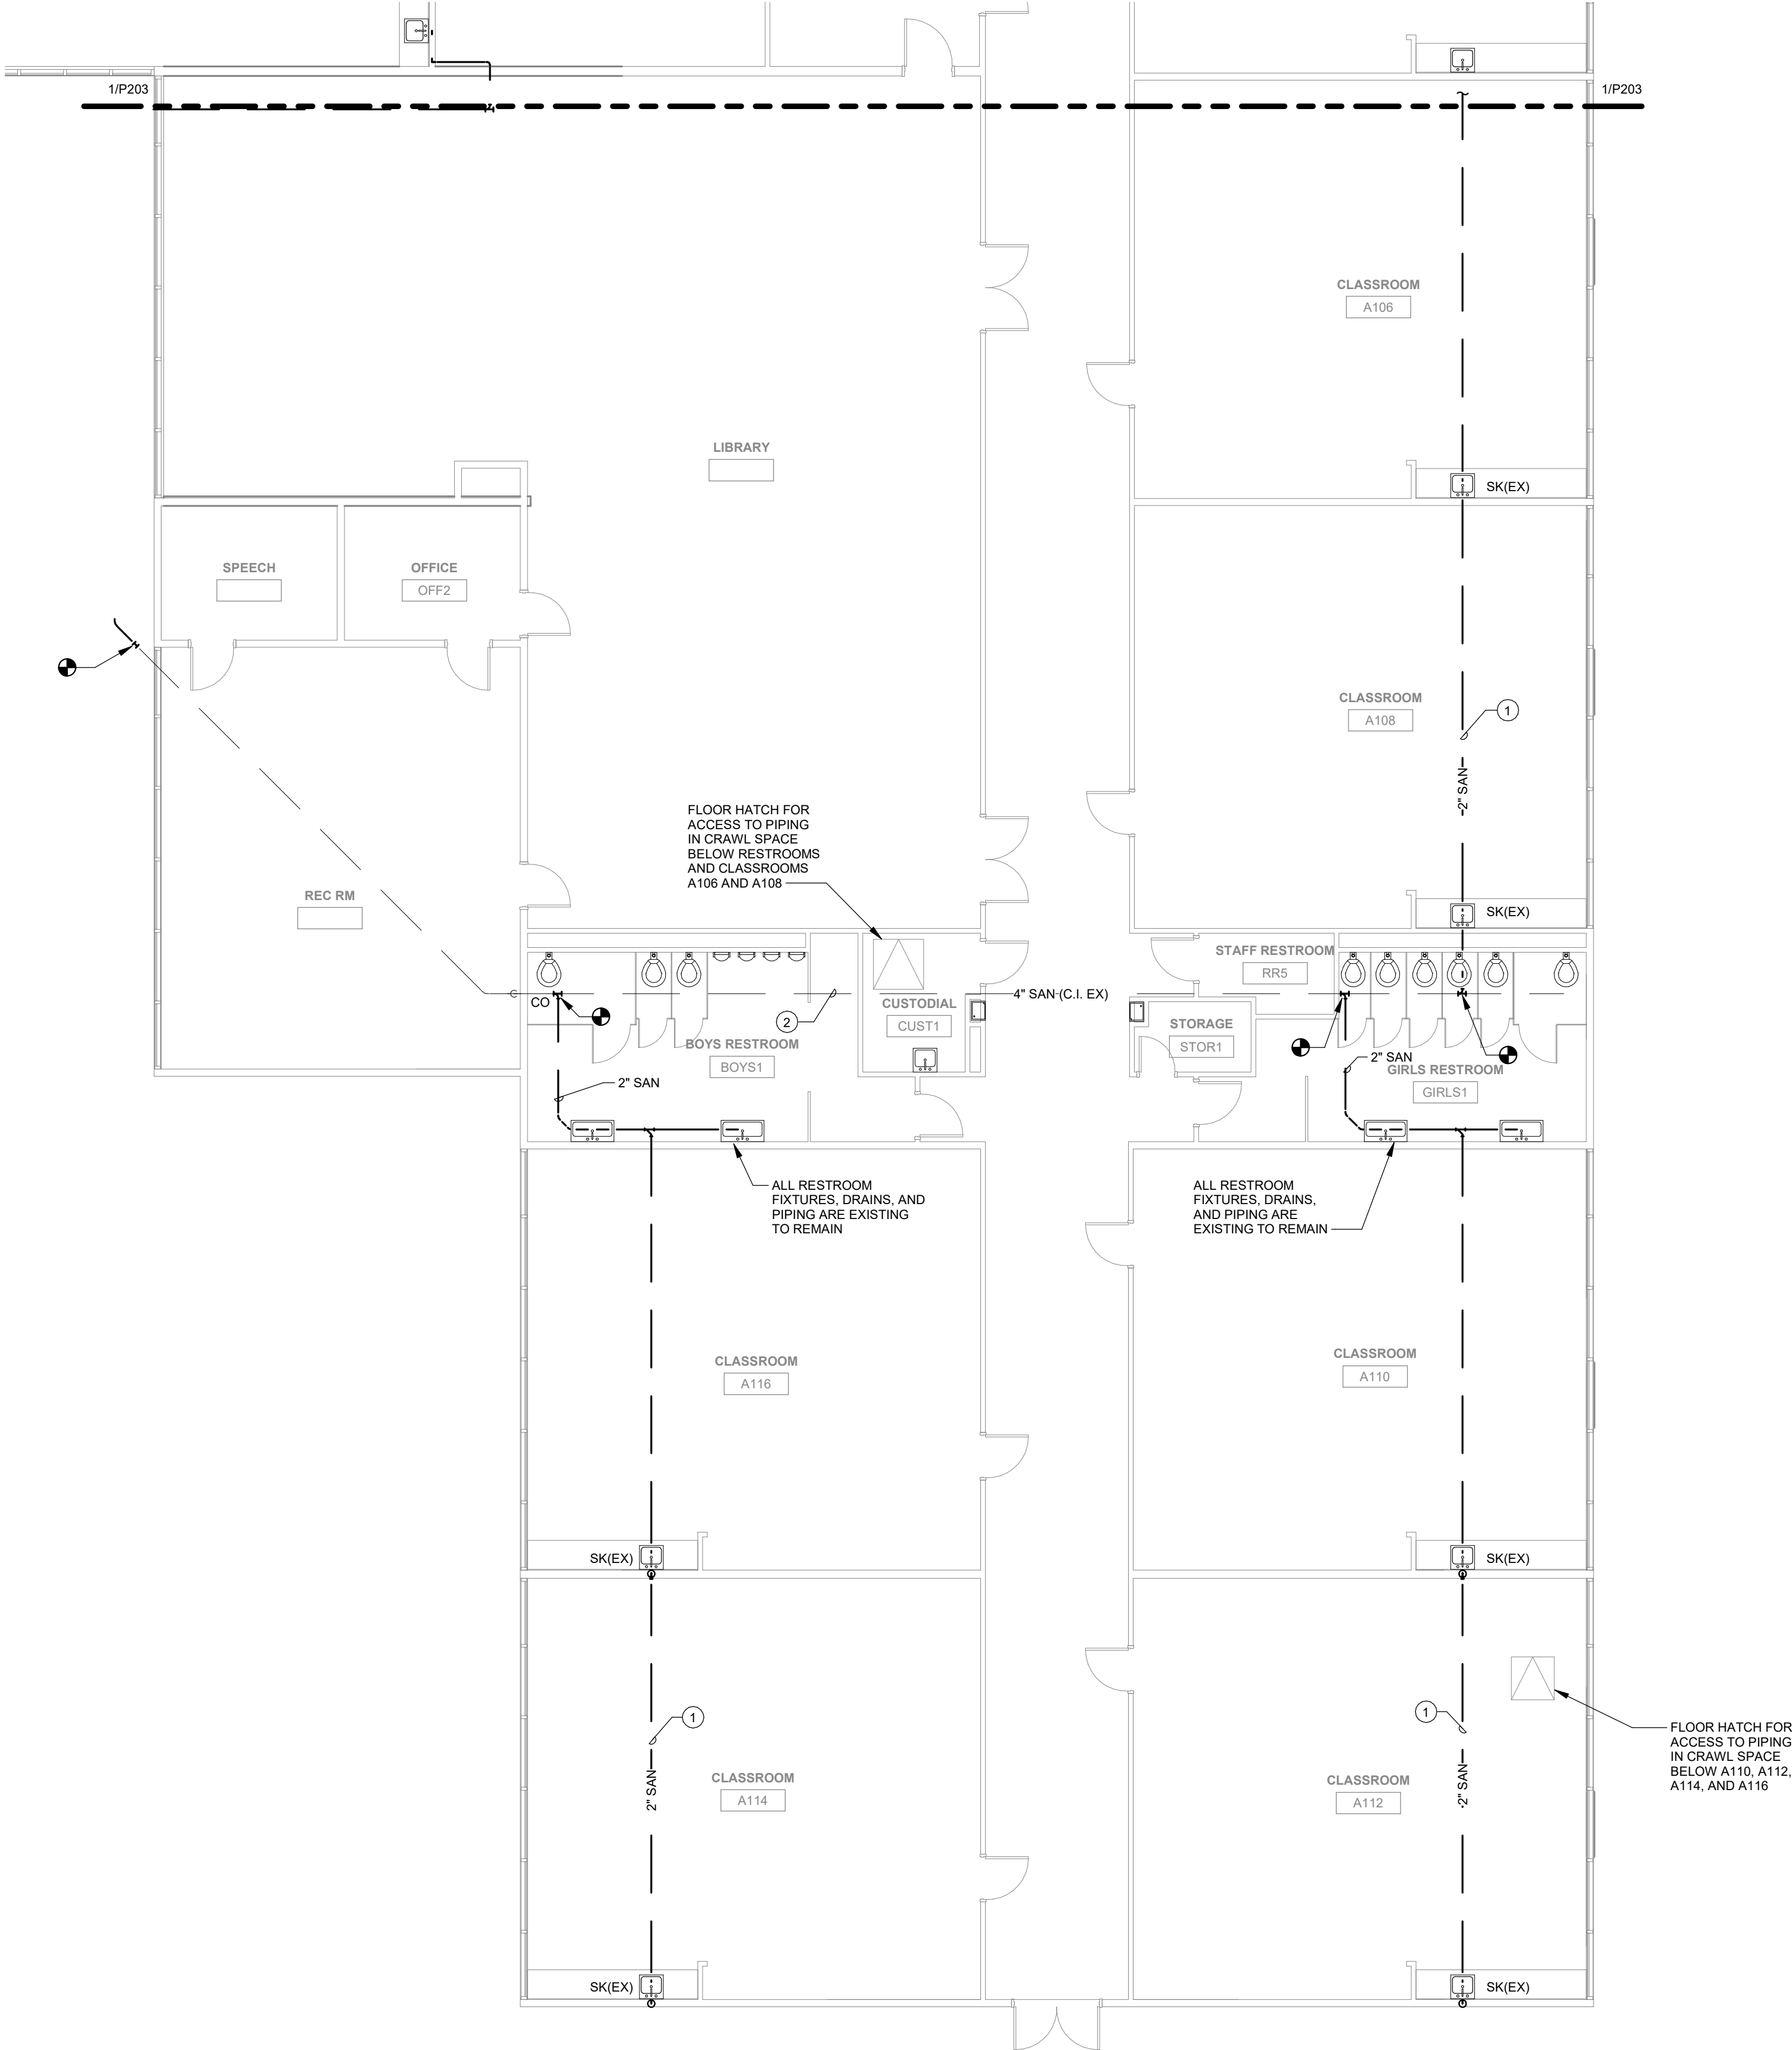 1/P203
1/P203
CLASSROOM
A106
LIBRARY
SK(EX)
SPEECH
OFFICE
OFF2
CLASSROOM
A108
1
2" SAN
FLOOR HATCH FOR
ACCESS TO PIPING
IN CRAWL SPACE
BELOW RESTROOMS
AND CLASSROOMS
A106 AND A108
REC RM
SK(EX)
STAFF RESTROOM
RR5
CO
4" SAN (C.I. EX)
CUSTODIAL
CUST1
2
STORAGE
STOR1
BOYS RESTROOM
BOYS1
2" SAN
GIRLS RESTROOM
GIRLS1
2" SAN
ALL RESTROOM
FIXTURES, DRAINS, AND
PIPING ARE EXISTING
TO REMAIN
ALL RESTROOM
FIXTURES, DRAINS,
AND PIPING ARE
EXISTING TO REMAIN
CLASSROOM
A116
CLASSROOM
A110
SK(EX)
SK(EX)
1
1
FLOOR HATCH FOR
ACCESS TO PIPING
IN CRAWL SPACE
BELOW A110, A112,
A114, AND A116
2" SAN
CLASSROOM
A114
CLASSROOM
A112
2" SAN
SK(EX)
SK(EX)